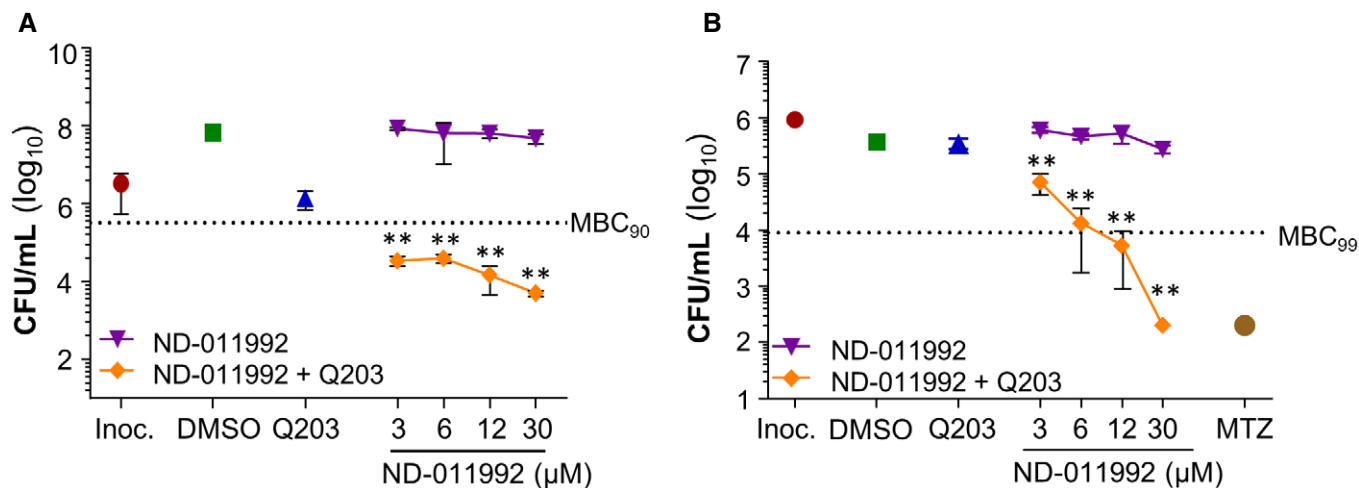 A
CFU/mL (log10)
10
8
6
4
2
MBC90
** ** ** **
ND-011992
ND-011992 + Q203
Inoc. DMSO Q203 3 6 12 30
ND-011992 (μM)
B
CFU/mL (log10)
7
6
5
4
3
2
1
MBC99
** ** ** **
ND-011992
ND-011992 + Q203
Inoc. DMSO Q203 3 6 12 30 MTZ
ND-011992 (μM)